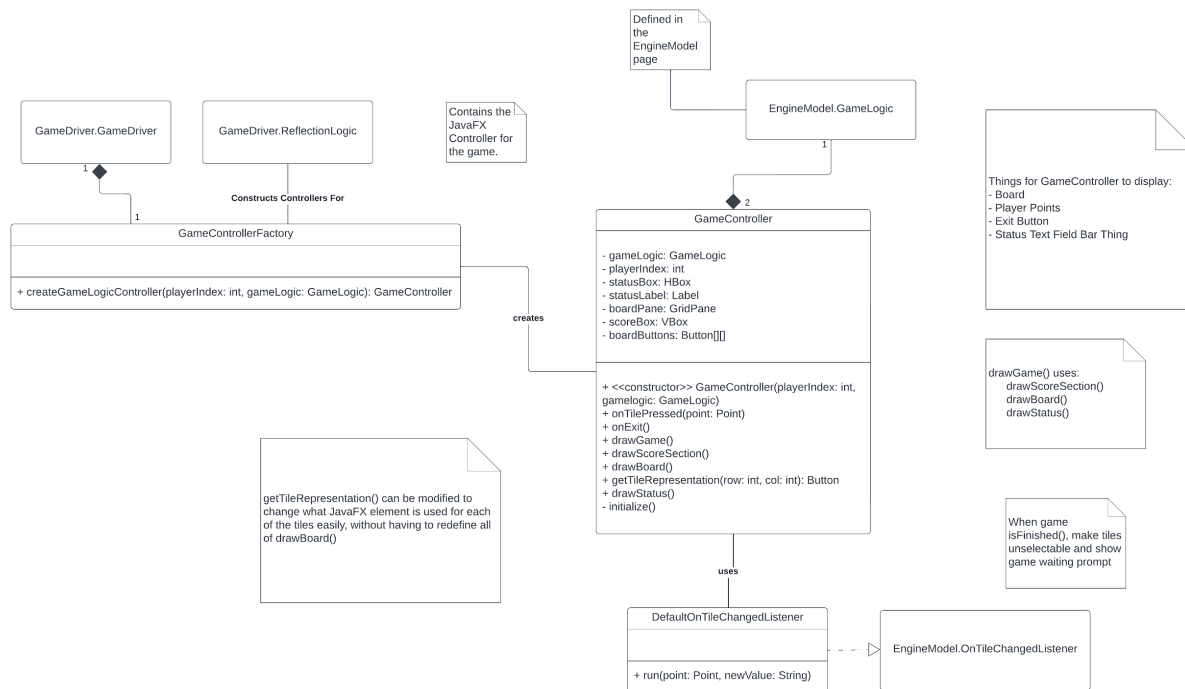 Defined in
the
EngineModel
page
EngineModel.GameLogic
1
GameDriver.GameDriver
1
GameDriver.ReflectionLogic
Constructs Controllers For
Contains the
JavaFX
Controller for
the game.
1
GameControllerFactory
+ createGameLogicController(playerIndex: int, gameLogic: GameLogic): GameController
creates
2
GameController
- gameLogic: GameLogic
- playerIndex: int
- statusBox: HBox
- statusLabel: Label
- boardPane: GridPane
- scoreBox: VBox
- boardButtons: Button[][]
+ <<constructor>> GameController(playerIndex: int,
gamelogic: GameLogic)
+ onTilePressed(point: Point)
+ onExit()
+ drawGame()
+ drawScoreSection()
+ drawBoard()
+ getTileRepresentation(row: int, col: int): Button
+ drawStatus()
- initialize()
Things for GameController to display:
- Board
- Player Points
- Exit Button
- Status Text Field Bar Thing
drawGame() uses:
drawScoreSection()
drawBoard()
drawStatus()
getTileRepresentation() can be modified to
change what JavaFX element is used for each
of the tiles easily, without having to redefine all
of drawBoard()
When game
isFinished(), make tiles
unselectable and show
game waiting prompt
uses
DefaultOnTileChangedListener
+ run(point: Point, newValue: String)
EngineModel.OnTileChangedListener